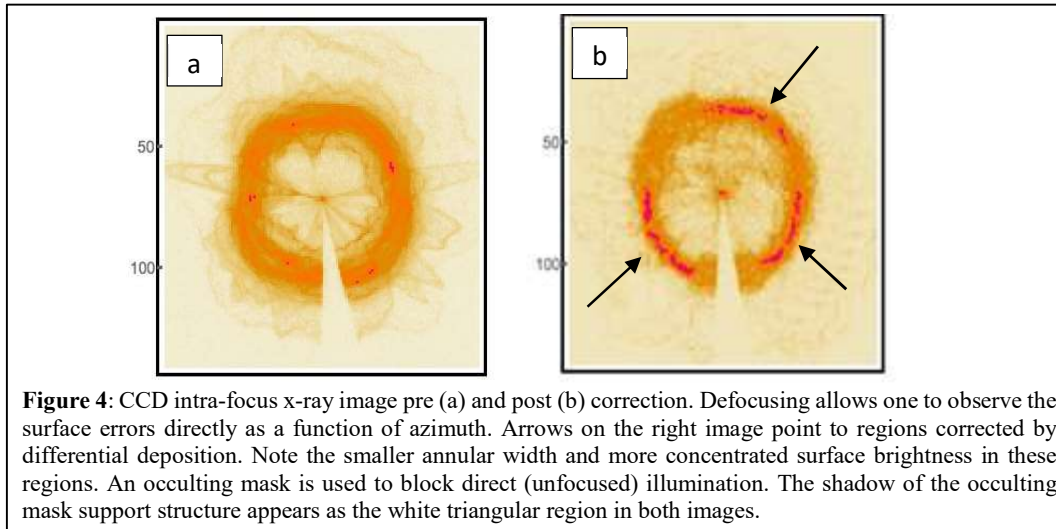 a
b
50
100
50
100
Figure 4: CCD intra-focus x-ray image pre (a) and post (b) correction. Defocusing allows one to observe the
surface errors directly as a function of azimuth. Arrows on the right image point to regions corrected by
differential deposition. Note the smaller annular width and more concentrated surface brightness in these
regions. An occulting mask is used to block direct (unfocused) illumination. The shadow of the occulting
mask support structure appears as the white triangular region in both images.